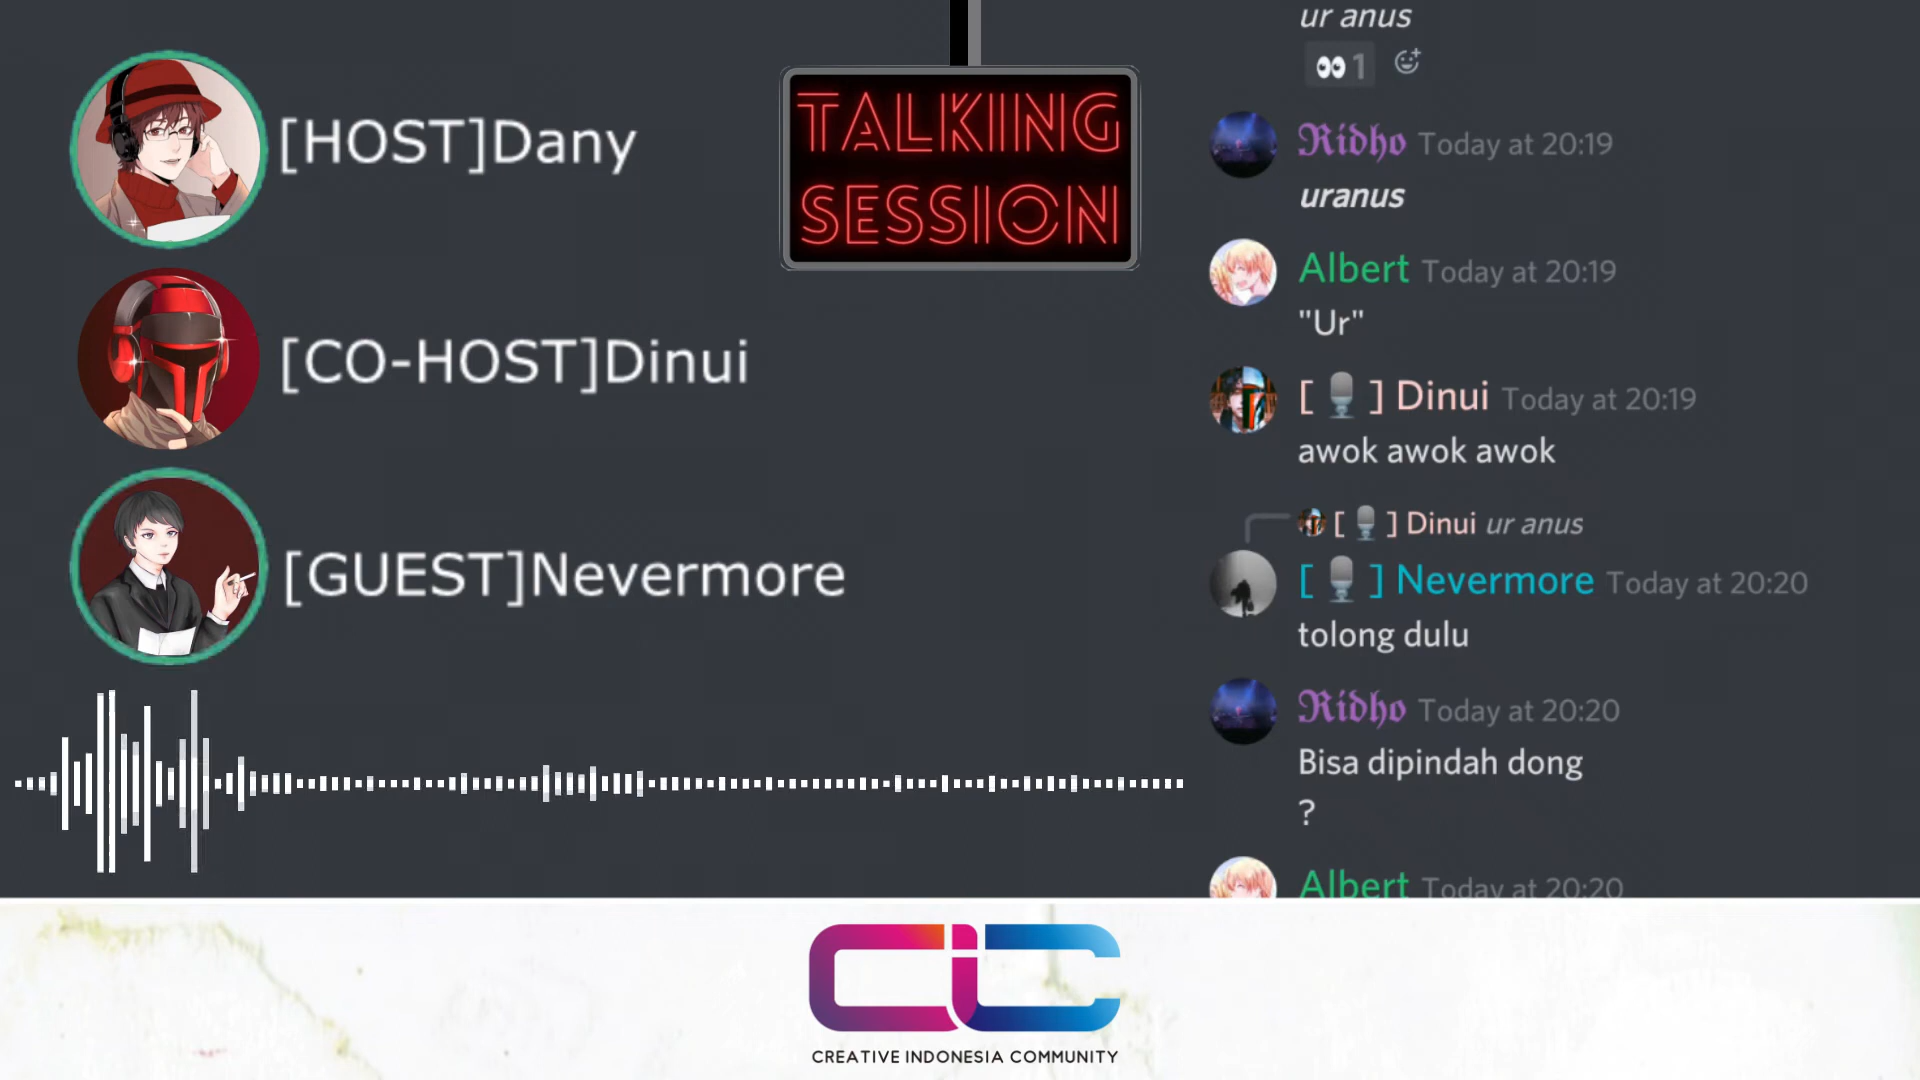 [HOST]Dany
[CO-HOST]Dinui
[GUEST]Nevermore
TALKING
SESSION
ur anus
1
Ridho Today at 20:19
uranus
Albert Today at 20:19
"Ur"
[ ] Dinui Today at 20:19
awok awok awok
[ ] Dinui ur anus
[ ] Nevermore Today at 20:20
tolong dulu
Ridho Today at 20:20
Bisa dipindah dong
?
Albert Today at 20:20
CIC
CREATIVE INDONESIA COMMUNITY